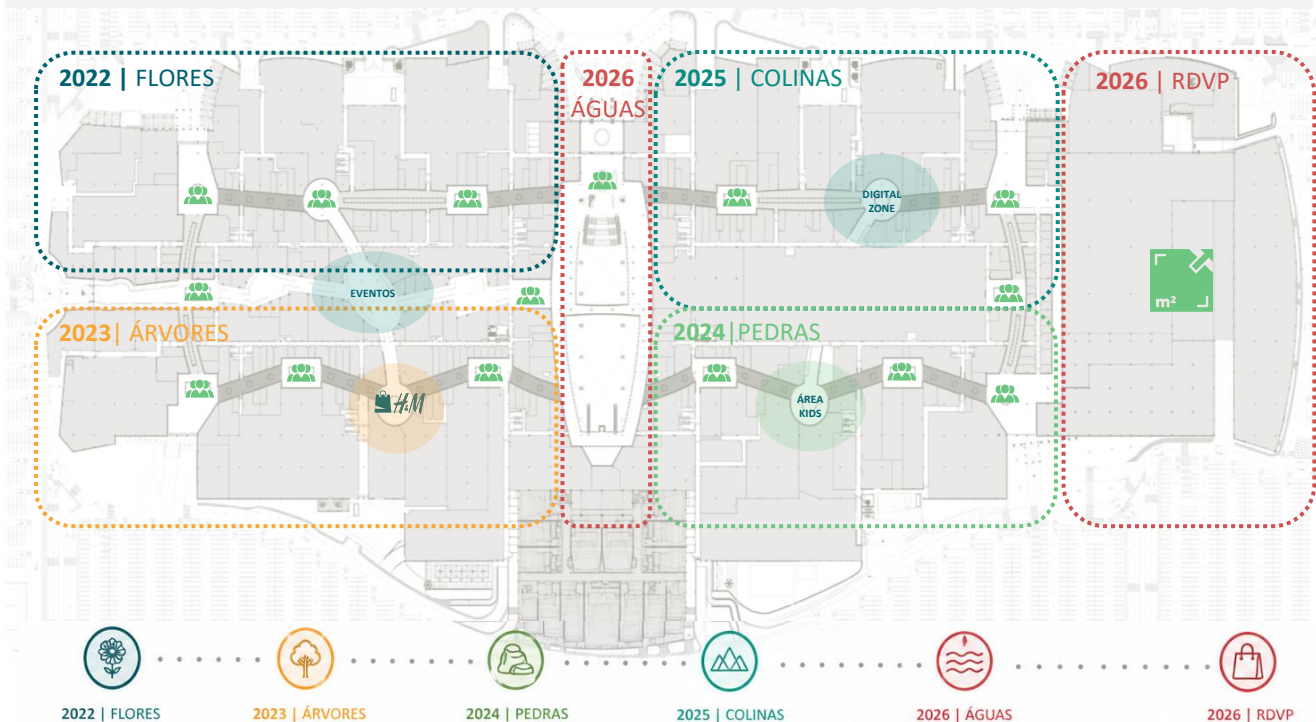 2022 | FLORES
2026
ÁGUAS
2025 | COLINAS
2026 | RDVP
DIGITAL
ZONE
EVENTOS
m²
2023| ÁRVORES
2024|PEDRAS
H&M
ÁREA
KIDS
2022 | FLORES
2023 | ÁRVORES
2024 | PEDRAS
2025 | COLINAS
2026 | ÁGUAS
2026 | RDVP